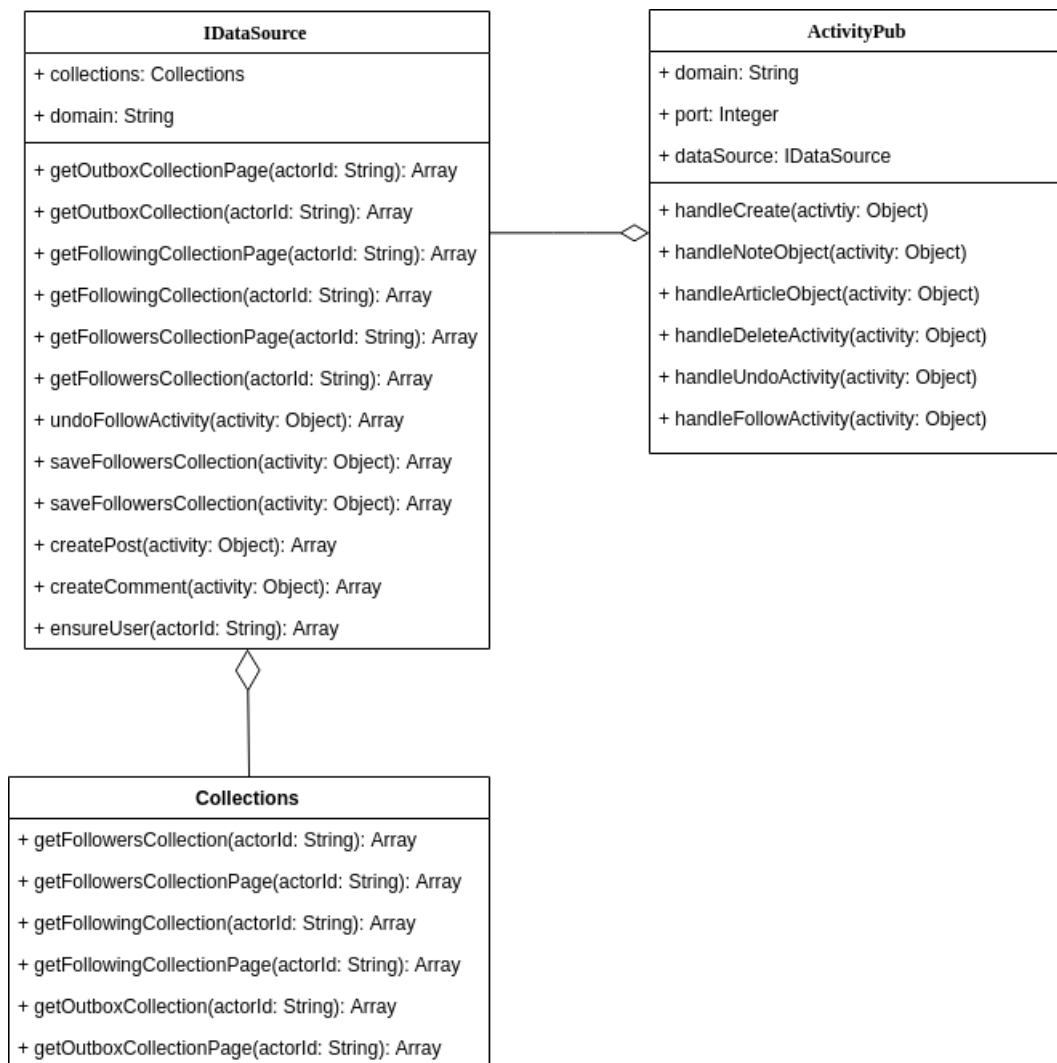 IDataSource
+ collections: Collections
+ domain: String
+ getOutboxCollectionPage(actorId: String): Array
+ getOutboxCollection(actorId: String): Array
+ getFollowingCollectionPage(actorId: String): Array
+ getFollowingCollection(actorId: String): Array
+ getFollowersCollectionPage(actorId: String): Array
+ getFollowersCollection(actorId: String): Array
+ undoFollowActivity(activity: Object): Array
+ saveFollowersCollection(activity: Object): Array
+ saveFollowersCollection(activity: Object): Array
+ createPost(activity: Object): Array
+ createComment(activity: Object): Array
+ ensureUser(actorId: String): Array
ActivityPub
+ domain: String
+ port: Integer
+ dataSource: IDataSource
+ handleCreate(activtiy: Object)
+ handleNoteObject(activity: Object)
+ handleArticleObject(activity: Object)
+ handleDeleteActivity(activity: Object)
+ handleUndoActivity(activity: Object)
+ handleFollowActivity(activity: Object)
Collections
+ getFollowersCollection(actorId: String): Array
+ getFollowersCollectionPage(actorId: String): Array
+ getFollowingCollection(actorId: String): Array
+ getFollowingCollectionPage(actorId: String): Array
+ getOutboxCollection(actorId: String): Array
+ getOutboxCollectionPage(actorId: String): Array